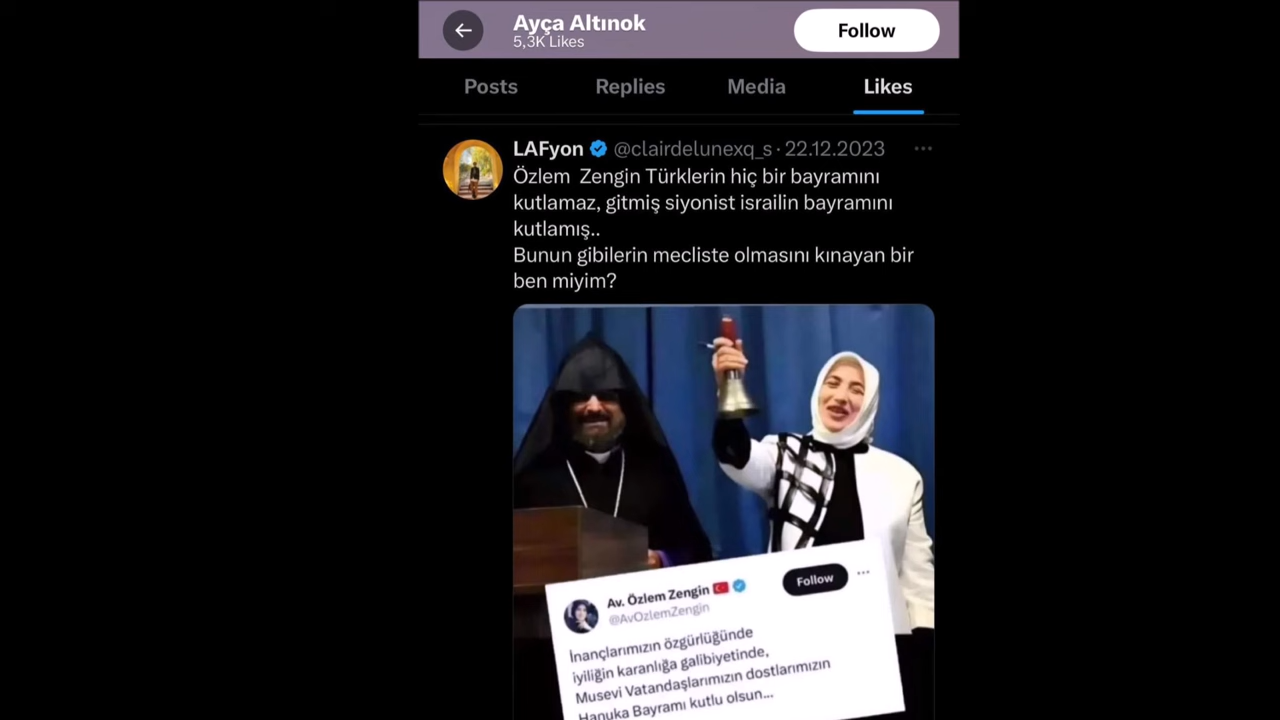 Ayça Altınok
5,3K Likes
Follow
Posts Replies Media Likes
LAFyon @clairdelunexq_s · 22.12.2023
Özlem Zengin Türklerin hiç bir bayramını
kutlamaz, gitmiş siyonist israilin bayramını
kutlamış..
Bunun gibilerin mecliste olmasını kınayan bir
ben miyim?
Av. Özlem Zengin
@AvOzlemZengin
Follow
İnançlarımızın özgürlüğünde
iyiliğin karanlığa galibiyetinde,
Musevi Vatandaşlarımızın dostlarımızın
Hanuka Bayramı kutlu olsun...